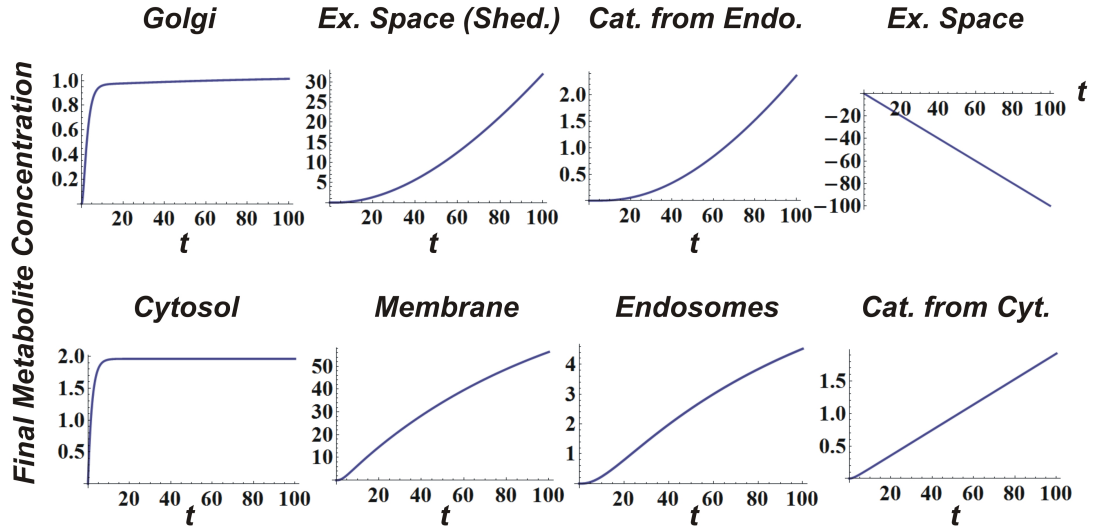 Golgi
Ex. Space (Shed.)
Cat. from Endo.
Ex. Space
Final Metabolite Concentration
1.0
0.8
0.6
0.4
0.2
20 40 60 80 100
t
30
25
20
15
10
5
20 40 60 80 100
t
2.0
1.5
1.0
0.5
20 40 60 80 100
t
t
20 40 60 80 100
−20
−40
−60
−80
−100
Cytosol
Membrane
Endosomes
Cat. from Cyt.
2.0
1.5
1.0
0.5
20 40 60 80 100
t
50
40
30
20
10
20 40 60 80 100
t
4
3
2
1
20 40 60 80 100
t
1.5
1.0
0.5
20 40 60 80 100
t